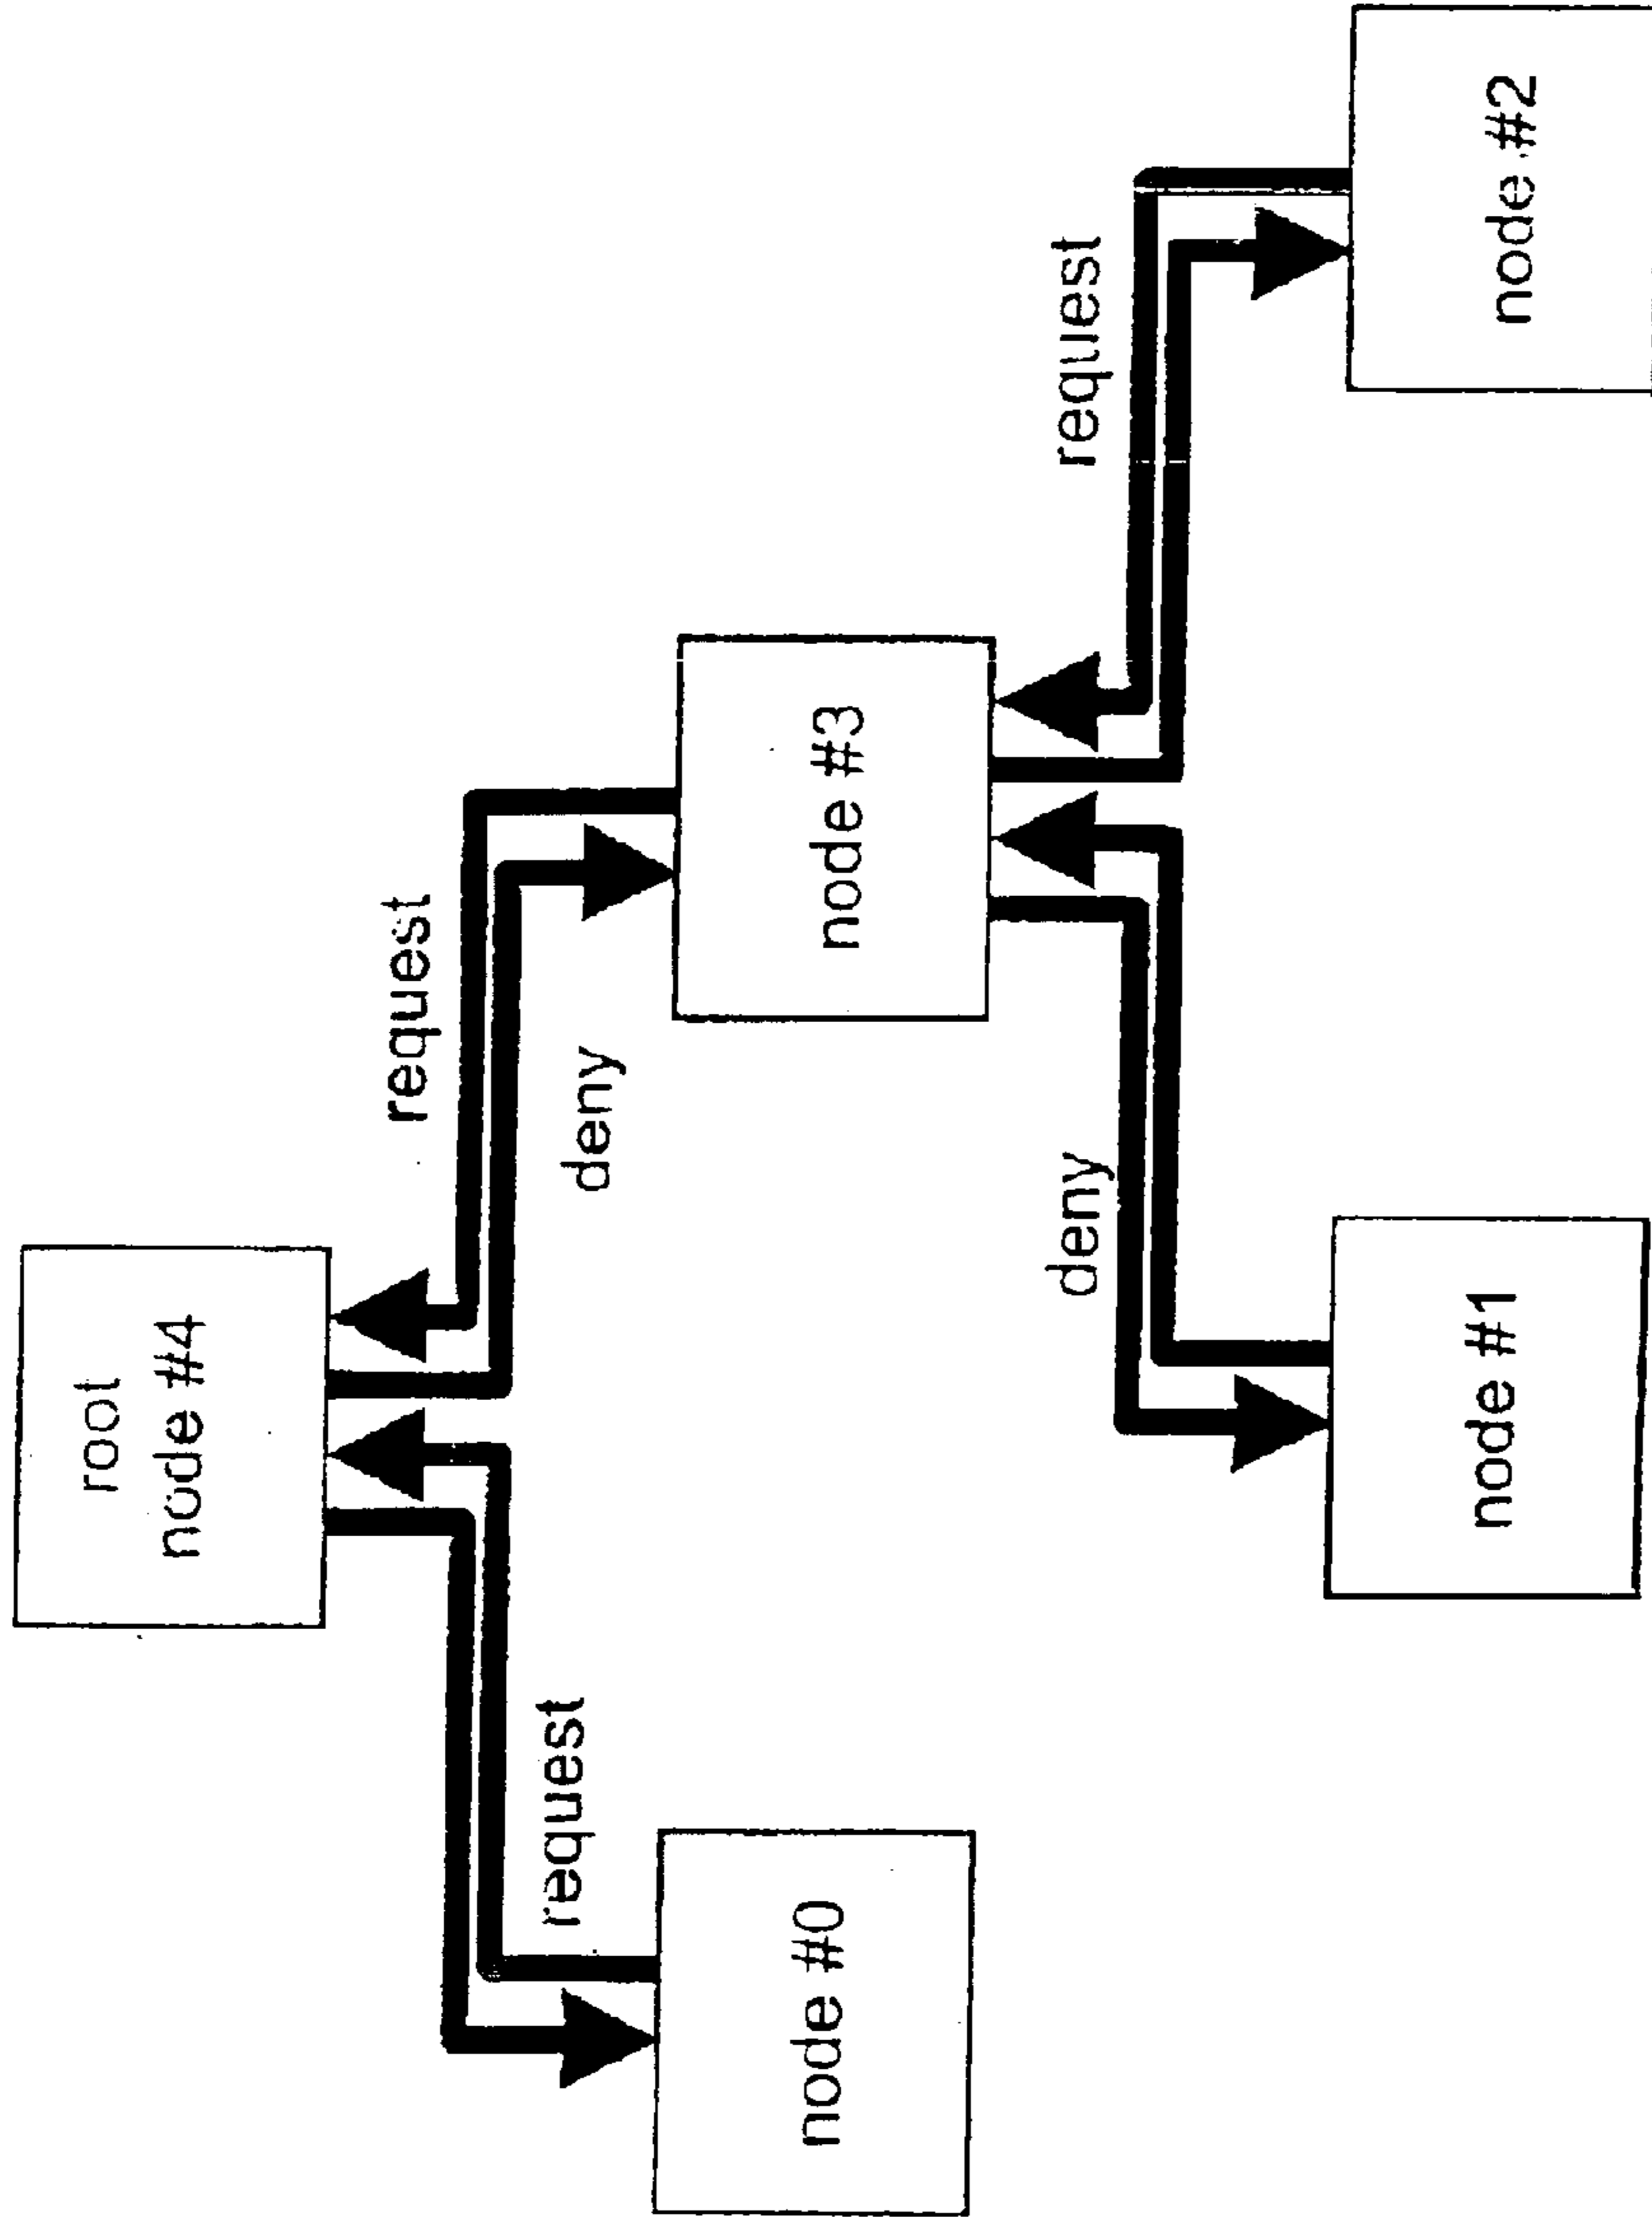 root
node #4
request
request
deny
node #0
node #3
deny
request
node #1
node #2